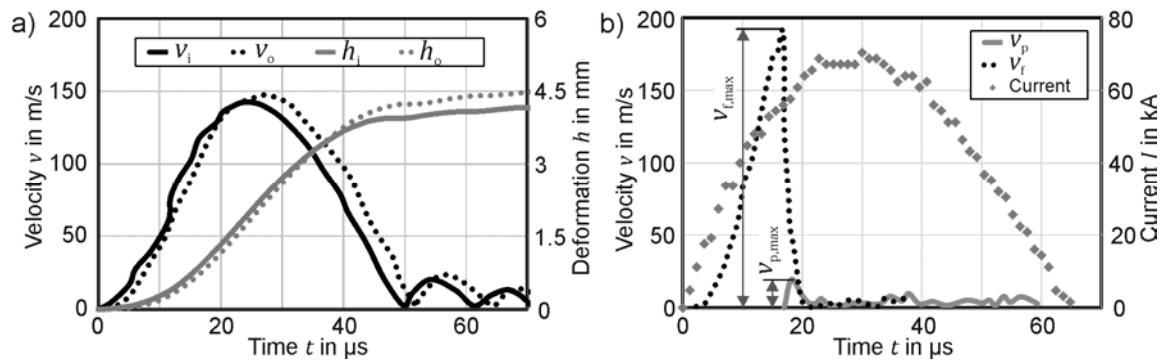 a)
200
150
100
50
0
Velocity v in m/s
v_i v_o h_i h_o
6
4.5
3
1.5
0
Deformation h in mm
0 20 40 60
Time t in µs
b)
200
150
100
50
0
Velocity v in m/s
v_f,max
v_p,max
v_p
v_f
Current
80
60
40
20
0
Current I in kA
0 20 40 60
Time t in µs